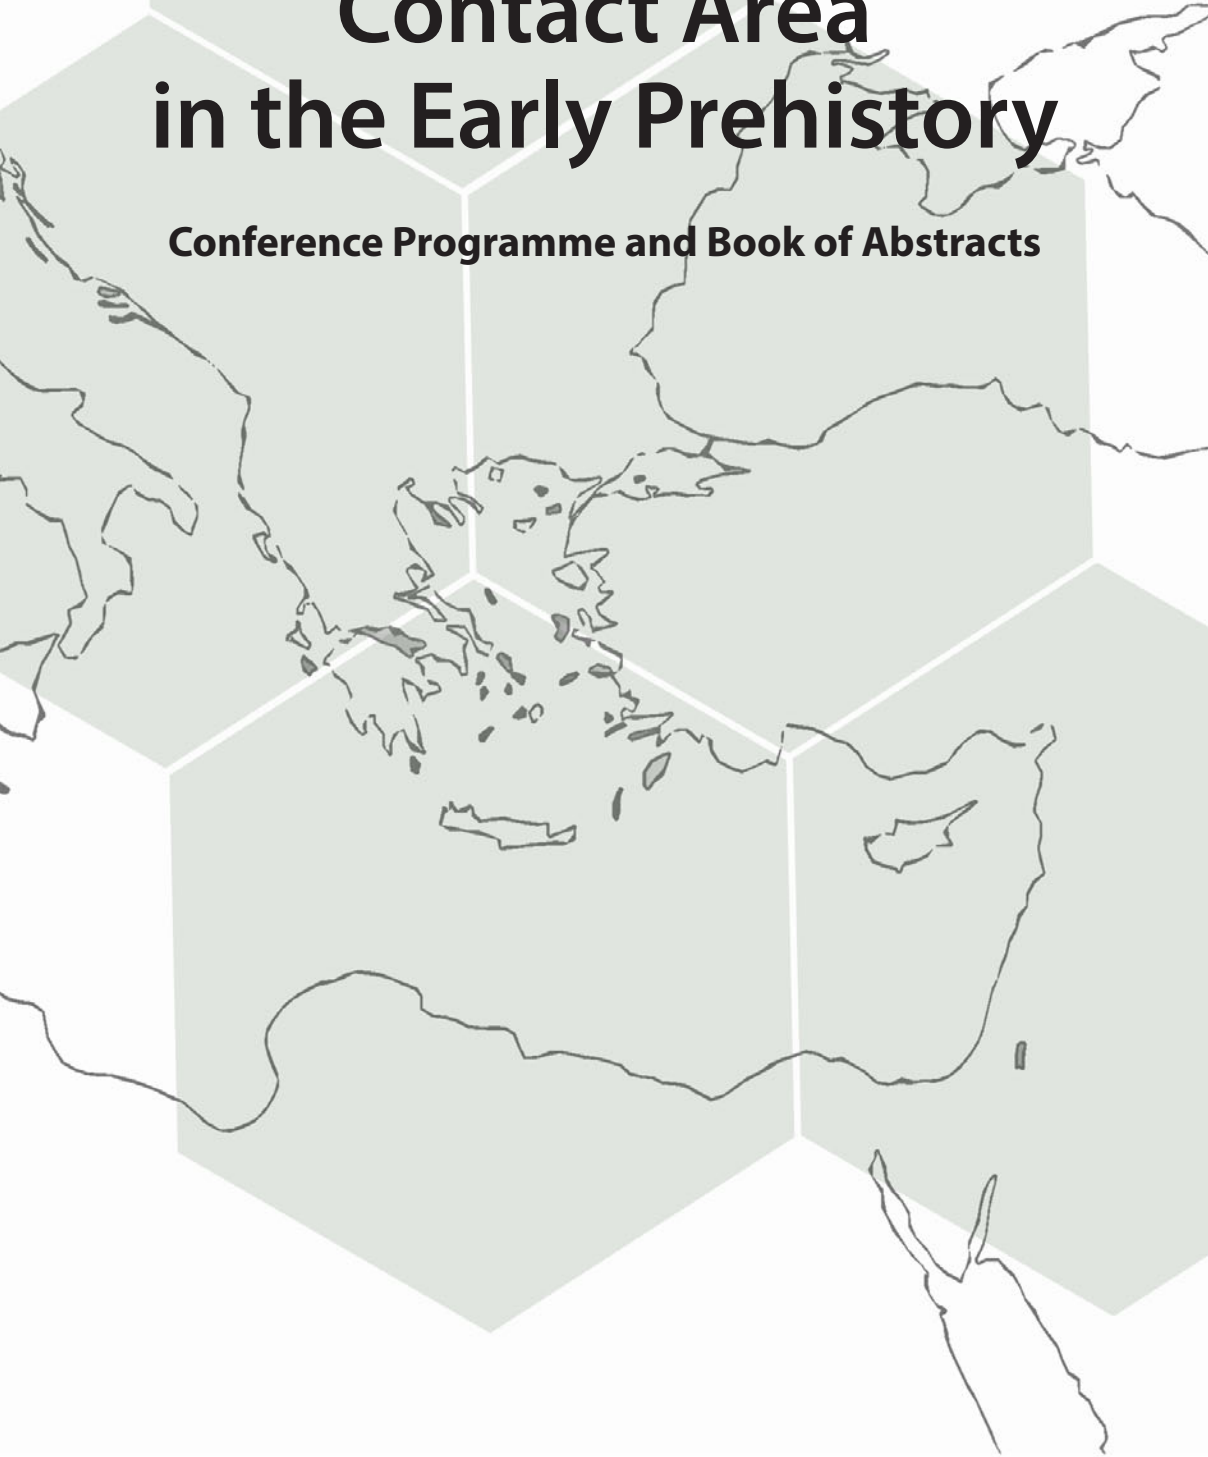 Contact Area
in the Early Prehistory
Conference Programme and Book of Abstracts